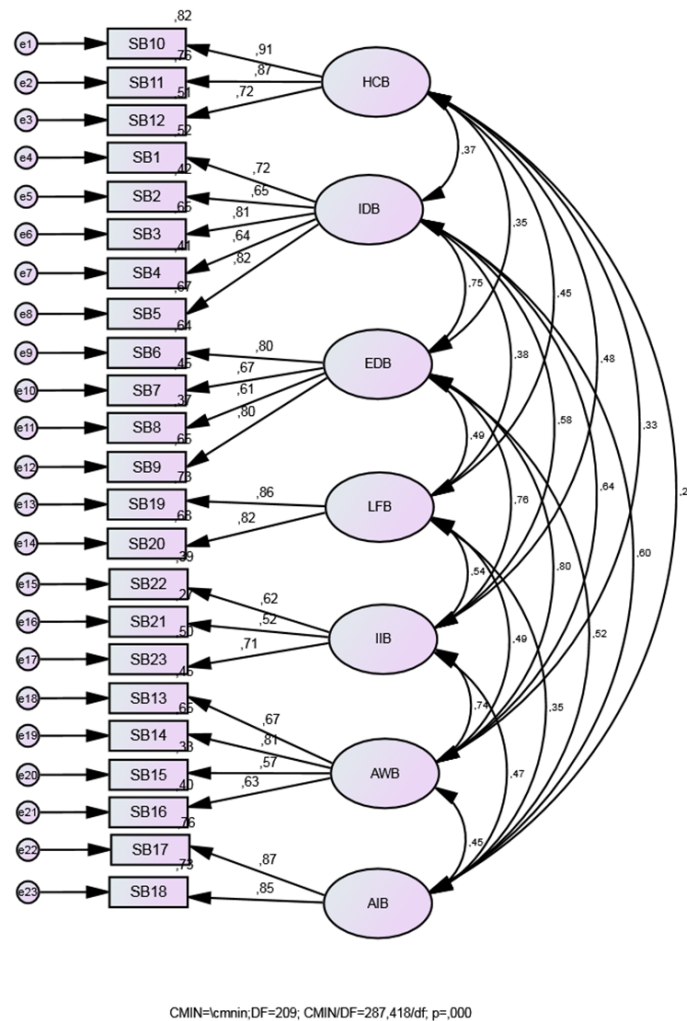 ,82
e1 SB10 ,91 HCB
,76
e2 SB11 ,87
,51
e3 SB12 ,72
,52
e4 SB1 ,72 ,37
,42
e5 SB2 ,65 IDB
,65
e6 SB3 ,81 ,35
,41
e7 SB4 ,64
,67
e8 SB5 ,82 ,75 ,45
,64
e9 SB6 ,80 EDB ,38 ,48
,45
e10 SB7 ,67
,37
e11 SB8 ,61 ,58 ,33
,65
e12 SB9 ,80 ,49
,73
e13 SB19 ,86 LFB ,76 ,64 ,2
,68
e14 SB20 ,82
,39
e15 SB22 ,62 ,54 ,80 ,60
,27
e16 SB21 ,52 IIB ,49 ,52
,50
e17 SB23 ,71
,45
e18 SB13 ,67 ,74 ,35
,65
e19 SB14 ,81
,33
e20 SB15 ,57 AWB ,47
,40
e21 SB16 ,63
,76
e22 SB17 ,87 ,45
,73
e23 SB18 ,85 AIB
CMIN=\cmnin;DF=209; CMIN/DF=287,418/df; p=,000